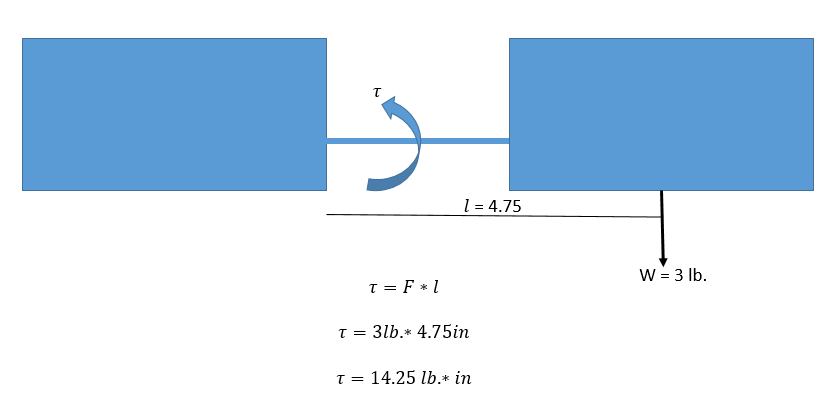 τ
l = 4.75
W = 3 lb.
τ = F ∗ l
τ = 3lb.∗ 4.75in
τ = 14.25 lb.∗ in